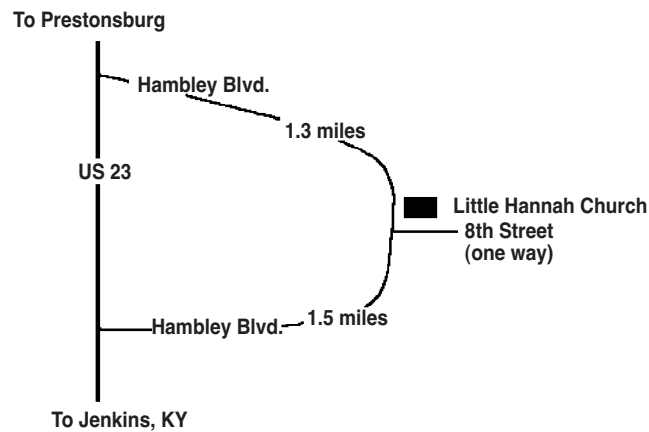 To Prestonsburg
Hambley Blvd.
1.3 miles
US 23
Little Hannah Church
8th Street
(one way)
Hambley Blvd.
1.5 miles
To Jenkins, KY